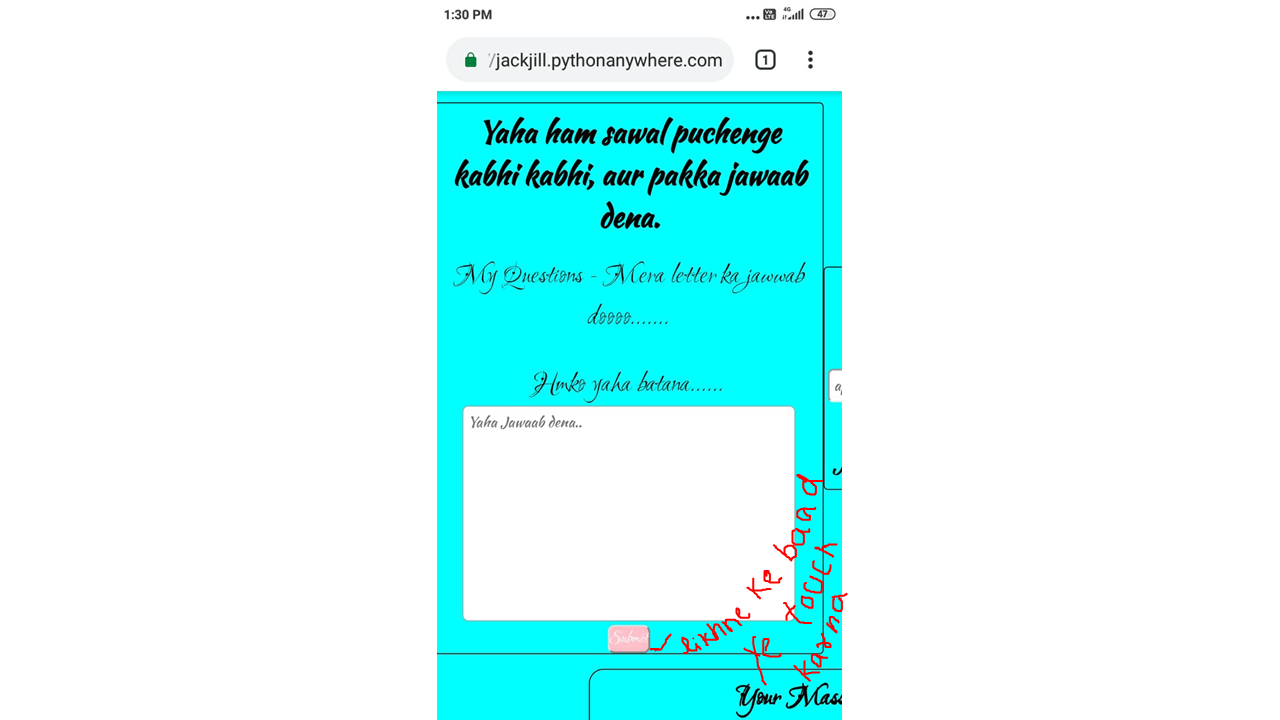 1:30 PM
4G
47
/jackjill.pythonanywhere.com
1
Yaha ham sawal puchenge
kabhi kabhi, aur pakka jawaab
dena.
My Questions - Mera letter ka jawwab
doooo.......
Hmko yaha batana......
Yaha Jawaab dena..
Submit
likhne ke baad
ye touch
karna
Your Mass